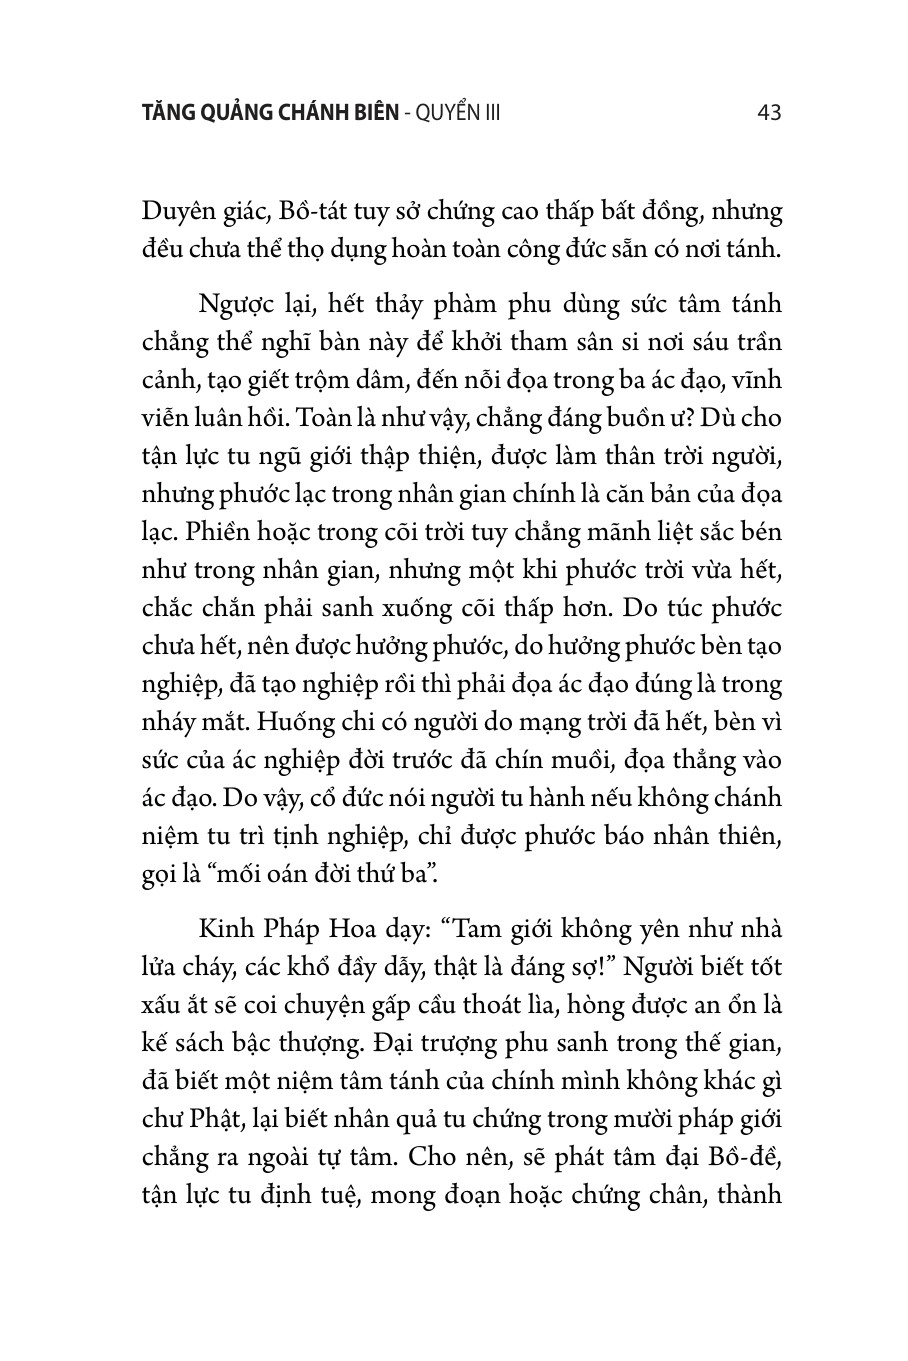 TĂNG QUẢNG CHÁNH BIÊN - QUYỂN III 43
Duyên giác, Bồ-tát tuy sở chứng cao thấp bất đồng, nhưng
đều chưa thể thọ dụng hoàn toàn công đức sẵn có nơi tánh.
Ngược lại, hết thảy phàm phu dùng sức tâm tánh
chẳng thể nghĩ bàn này để khởi tham sân si nơi sáu trần
cảnh, tạo giết trộm dâm, đến nỗi đọa trong ba ác đạo, vĩnh
viễn luân hồi. Toàn là như vậy, chẳng đáng buồn ư? Dù cho
tận lực tu ngũ giới thập thiện, được làm thân trời người,
nhưng phước lạc trong nhân gian chính là căn bản của đọa
lạc. Phiền hoặc trong cõi trời tuy chẳng mãnh liệt sắc bén
như trong nhân gian, nhưng một khi phước trời vừa hết,
chắc chắn phải sanh xuống cõi thấp hơn. Do túc phước
chưa hết, nên được hưởng phước, do hưởng phước bèn tạo
nghiệp, đã tạo nghiệp rồi thì phải đọa ác đạo đúng là trong
nháy mắt. Huống chi có người do mạng trời đã hết, bèn vì
sức của ác nghiệp đời trước đã chín muồi, đọa thẳng vào
ác đạo. Do vậy, cổ đức nói người tu hành nếu không chánh
niệm tu trì tịnh nghiệp, chỉ được phước báo nhân thiên,
gọi là “mối oán đời thứ ba”.
Kinh Pháp Hoa dạy: “Tam giới không yên như nhà
lửa cháy, các khổ đầy dẫy, thật là đáng sợ!” Người biết tốt
xấu ắt sẽ coi chuyện gấp cầu thoát lìa, hòng được an ổn là
kế sách bậc thượng. Đại trượng phu sanh trong thế gian,
đã biết một niệm tâm tánh của chính mình không khác gì
chư Phật, lại biết nhân quả tu chứng trong mười pháp giới
chẳng ra ngoài tự tâm. Cho nên, sẽ phát tâm đại Bồ-đề,
tận lực tu định tuệ, mong đoạn hoặc chứng chân, thành